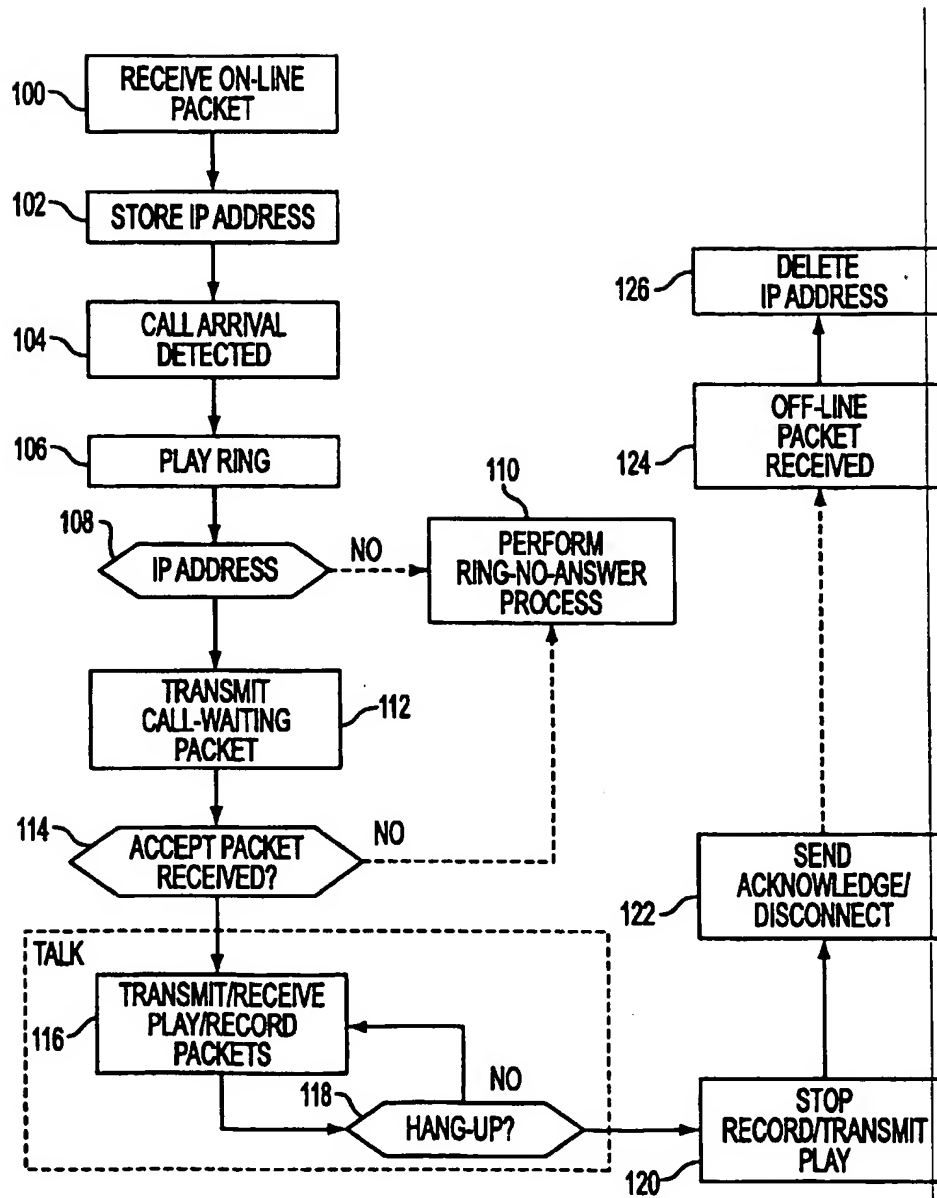 100
RECEIVE ON-LINE
PACKET
102
STORE IP ADDRESS
104
CALL ARRIVAL
DETECTED
106
PLAY RING
108
IP ADDRESS
NO
110
PERFORM
RING-NO-ANSWER
PROCESS
TRANSMIT
CALL-WAITING
PACKET
112
114
ACCEPT PACKET
RECEIVED?
NO
TALK
116
TRANSMIT/RECEIVE
PLAY/RECORD
PACKETS
118
HANG-UP?
NO
120
STOP
RECORD/TRANSMIT
PLAY
122
SEND
ACKNOWLEDGE/
DISCONNECT
124
OFF-LINE
PACKET
RECEIVED
126
DELETE
IP ADDRESS